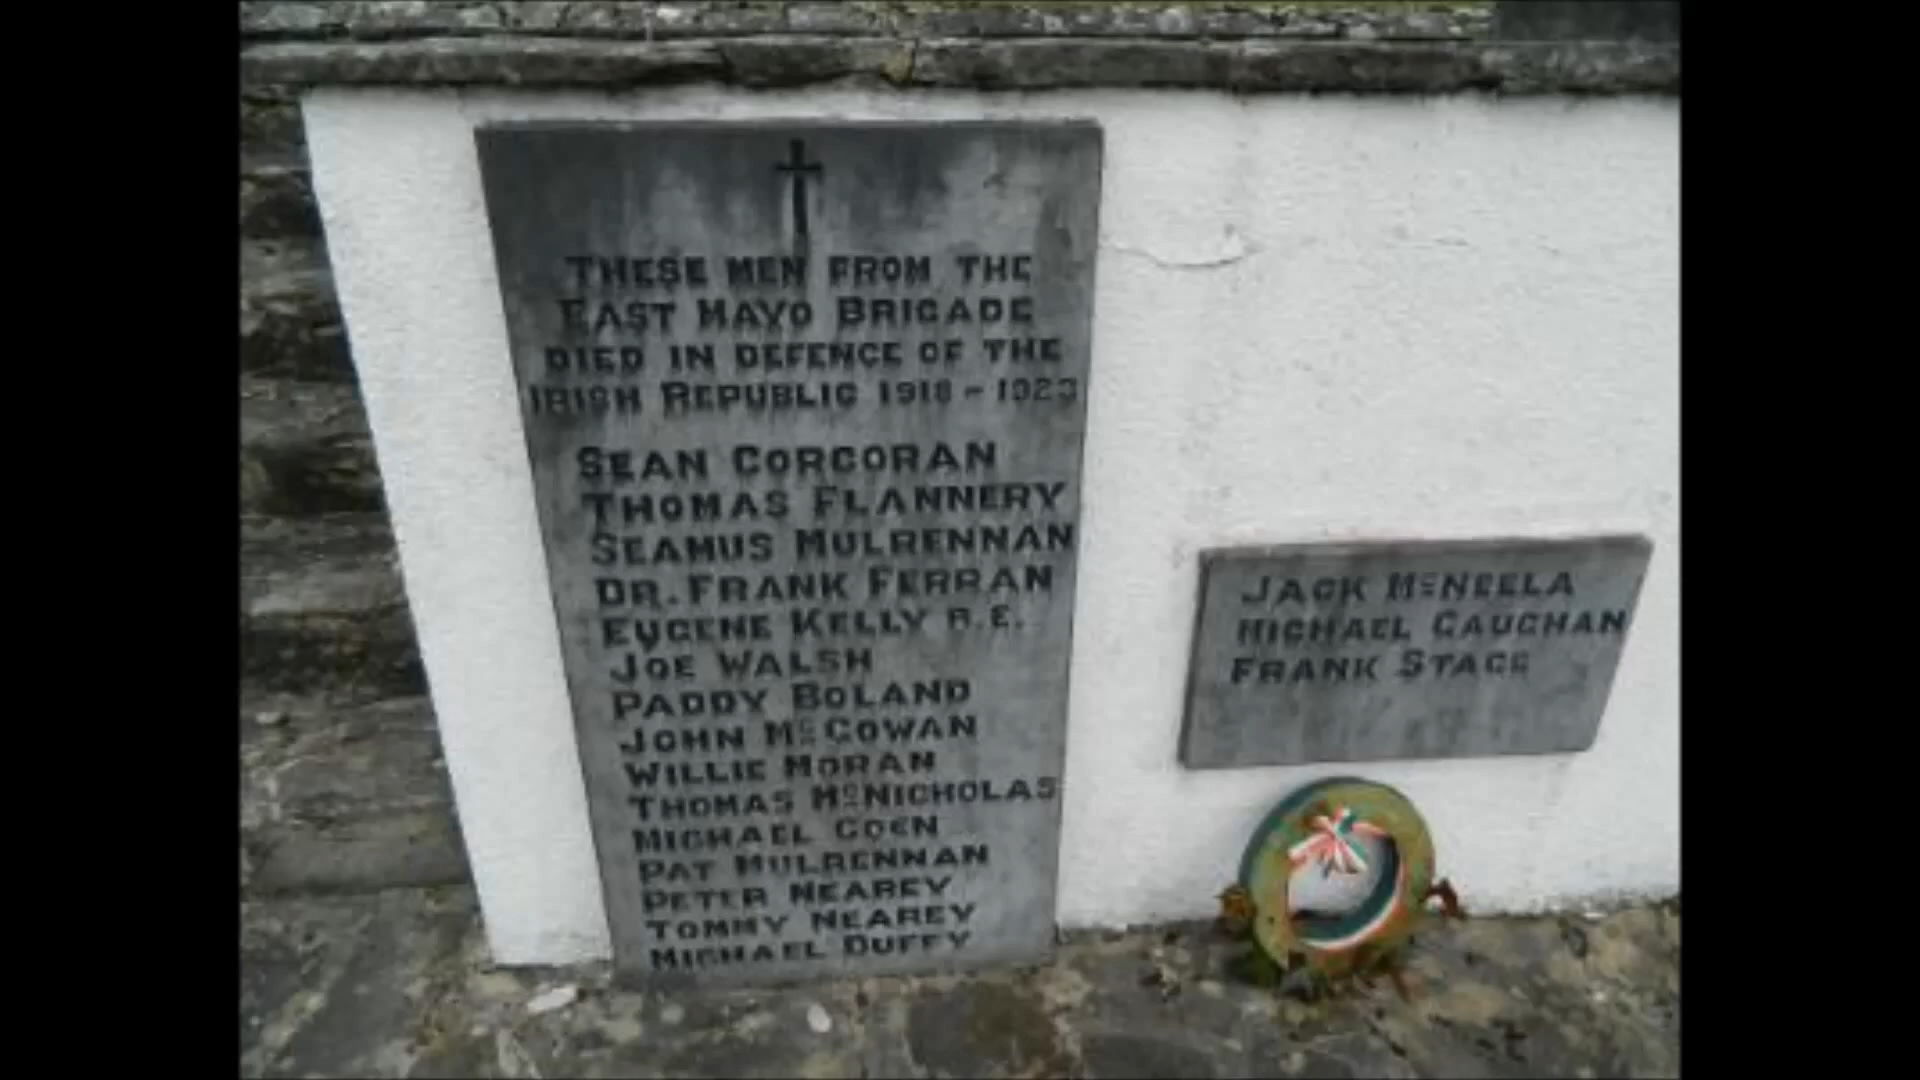 THESE MEN FROM THE
EAST MAYO BRIGADE
DIED IN DEFENCE OF THE
IRISH REPUBLIC 1918-1923
SEAN CORCORAN
THOMAS FLANNERY
SEAMUS MULRENNAN
DR. FRANK FERRAN
EUGENE KELLY R.E.
JOE WALSH
PADDY BOLAND
JOHN McGOWAN
WILLIE MORAN
THOMAS McNICHOLAS
MICHAEL COEN
PAT MULRENNAN
PETER NEAREY
TOMMY NEAREY
MICHAEL DUFFY
JACK McNEELA
MICHAEL GAUGHAN
FRANK STAGG